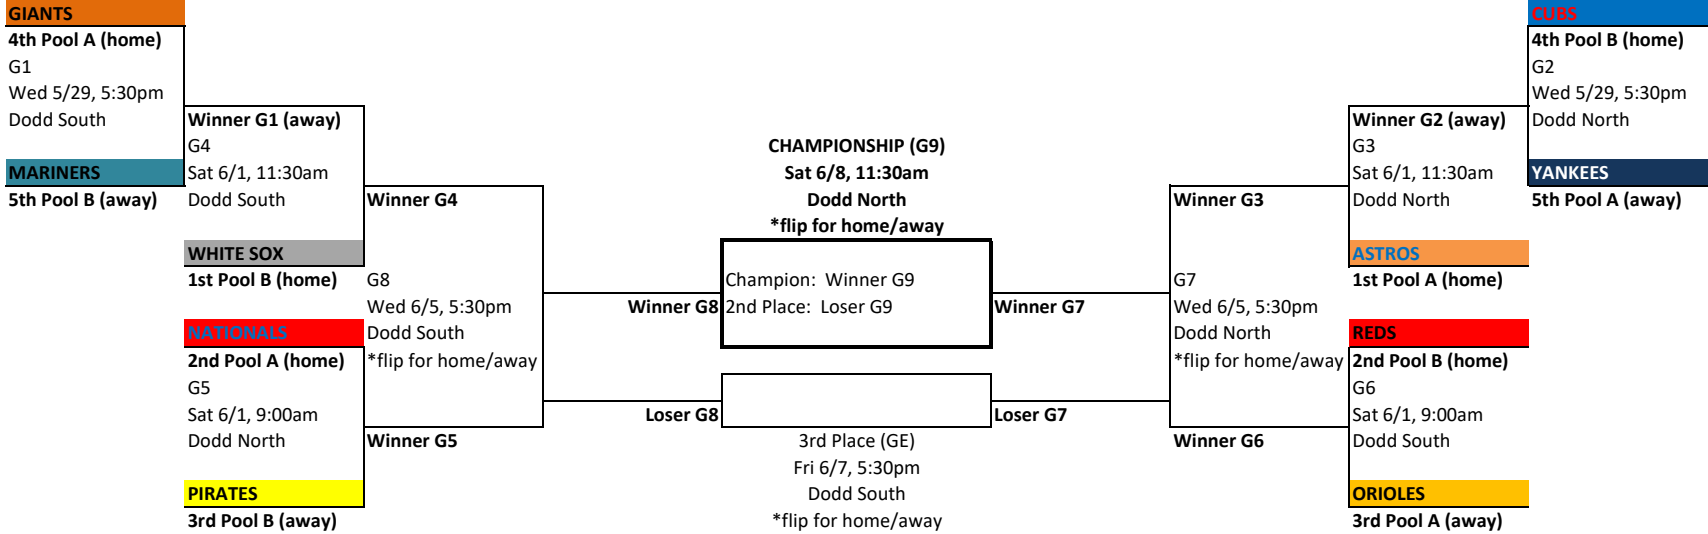 GIANTS
4th Pool A (home)
G1
Wed 5/29, 5:30pm
Dodd South
MARINERS
5th Pool B (away)
Winner G1 (away)
G4
Sat 6/1, 11:30am
Dodd South
WHITE SOX
1st Pool B (home)
NATIONALS
2nd Pool A (home)
G5
Sat 6/1, 9:00am
Dodd North
PIRATES
3rd Pool B (away)
Winner G4
G8
Wed 6/5, 5:30pm
Dodd South
*flip for home/away
Winner G5
CHAMPIONSHIP (G9)
Sat 6/8, 11:30am
Dodd North
*flip for home/away
Winner G8
Champion:  Winner G9
2nd Place:  Loser G9
Winner G7
Loser G8
Loser G7
3rd Place (GE)
Fri 6/7, 5:30pm
Dodd South
*flip for home/away
Winner G3
G7
Wed 6/5, 5:30pm
Dodd North
*flip for home/away
Winner G6
Winner G2 (away)
G3
Sat 6/1, 11:30am
Dodd North
ASTROS
1st Pool A (home)
REDS
2nd Pool B (home)
G6
Sat 6/1, 9:00am
Dodd South
ORIOLES
3rd Pool A (away)
CUBS
4th Pool B (home)
G2
Wed 5/29, 5:30pm
Dodd North
YANKEES
5th Pool A (away)